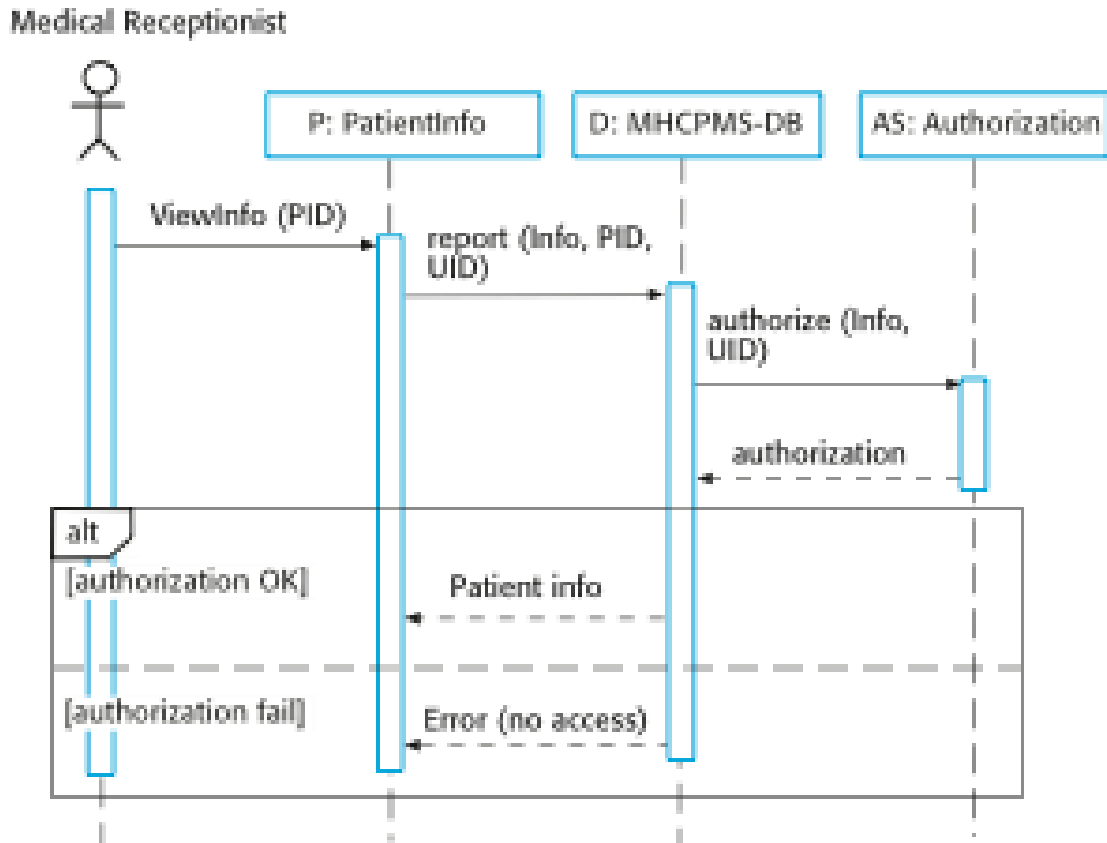 Medical Receptionist
P: PatientInfo
D: MHCPMS-DB
AS: Authorization
ViewInfo (PID)
report (Info, PID,
UID)
authorize (Info,
UID)
authorization
alt
[authorization OK]
Patient info
[authorization fail]
Error (no access)